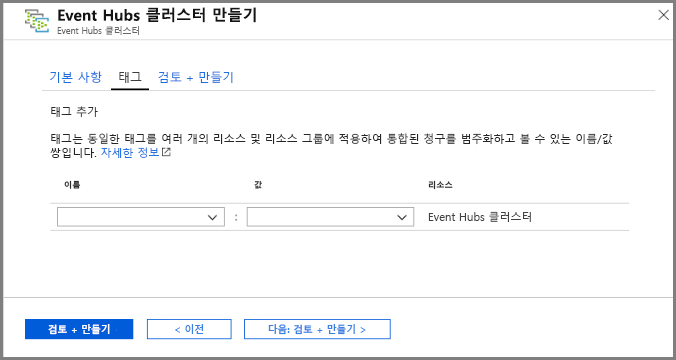 Event Hubs 클러스터 만들기
Event Hubs 클러스터
기본 사항 태그 검토 + 만들기
태그 추가
태그는 동일한 태그를 여러 개의 리소스 및 리소스 그룹에 적용하여 통합된 청구를 범주화하고 볼 수 있는 이름/값
쌍입니다. 자세한 정보
이름 값 리소스
: Event Hubs 클러스터
검토 + 만들기 < 이전 다음: 검토 + 만들기 >